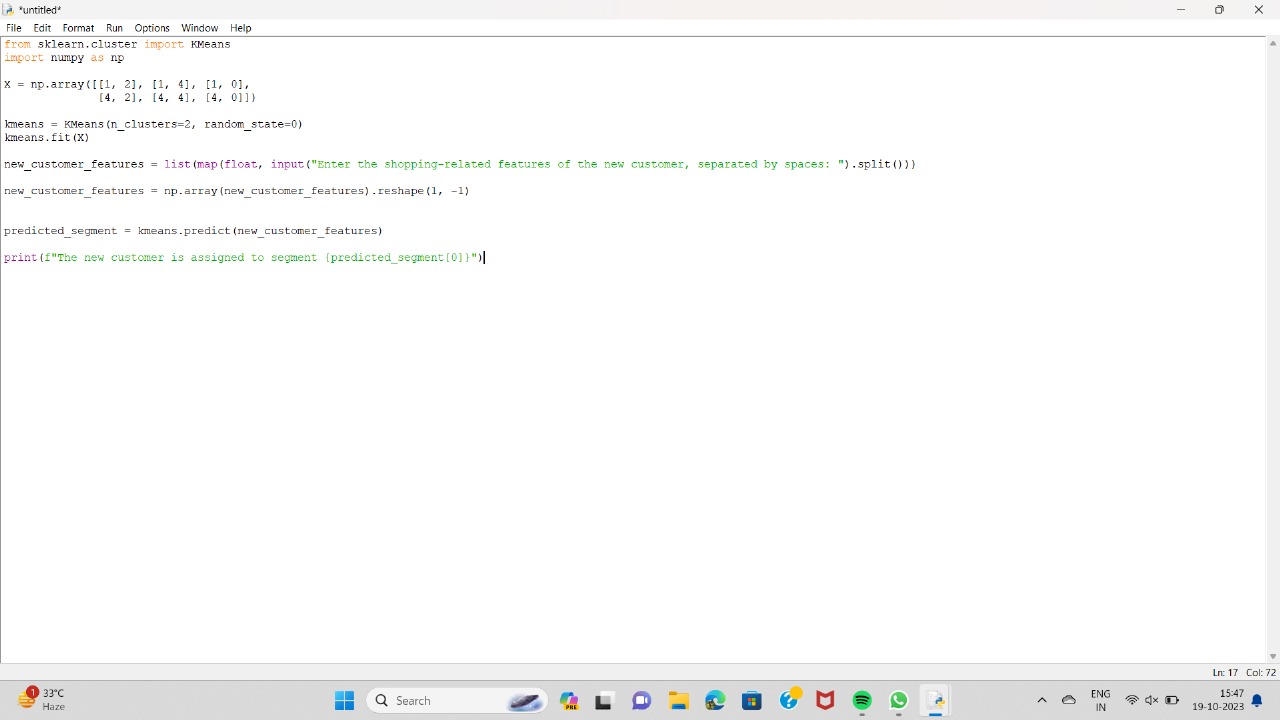 *untitled*
File Edit Format Run Options Window Help
from sklearn.cluster import KMeans
import numpy as np
X = np.array([[1, 2], [1, 4], [1, 0],
              [4, 2], [4, 4], [4, 0]])
kmeans = KMeans(n_clusters=2, random_state=0)
kmeans.fit(X)
new_customer_features = list(map(float, input("Enter the shopping-related features of the new customer, separated by spaces: ").split()))
new_customer_features = np.array(new_customer_features).reshape(1, -1)
predicted_segment = kmeans.predict(new_customer_features)
print(f"The new customer is assigned to segment {predicted_segment[0]}")
Ln: 17 Col: 72
1
33°C
Haze
Search
PRE
ENG
IN
15:47
19-10-2023